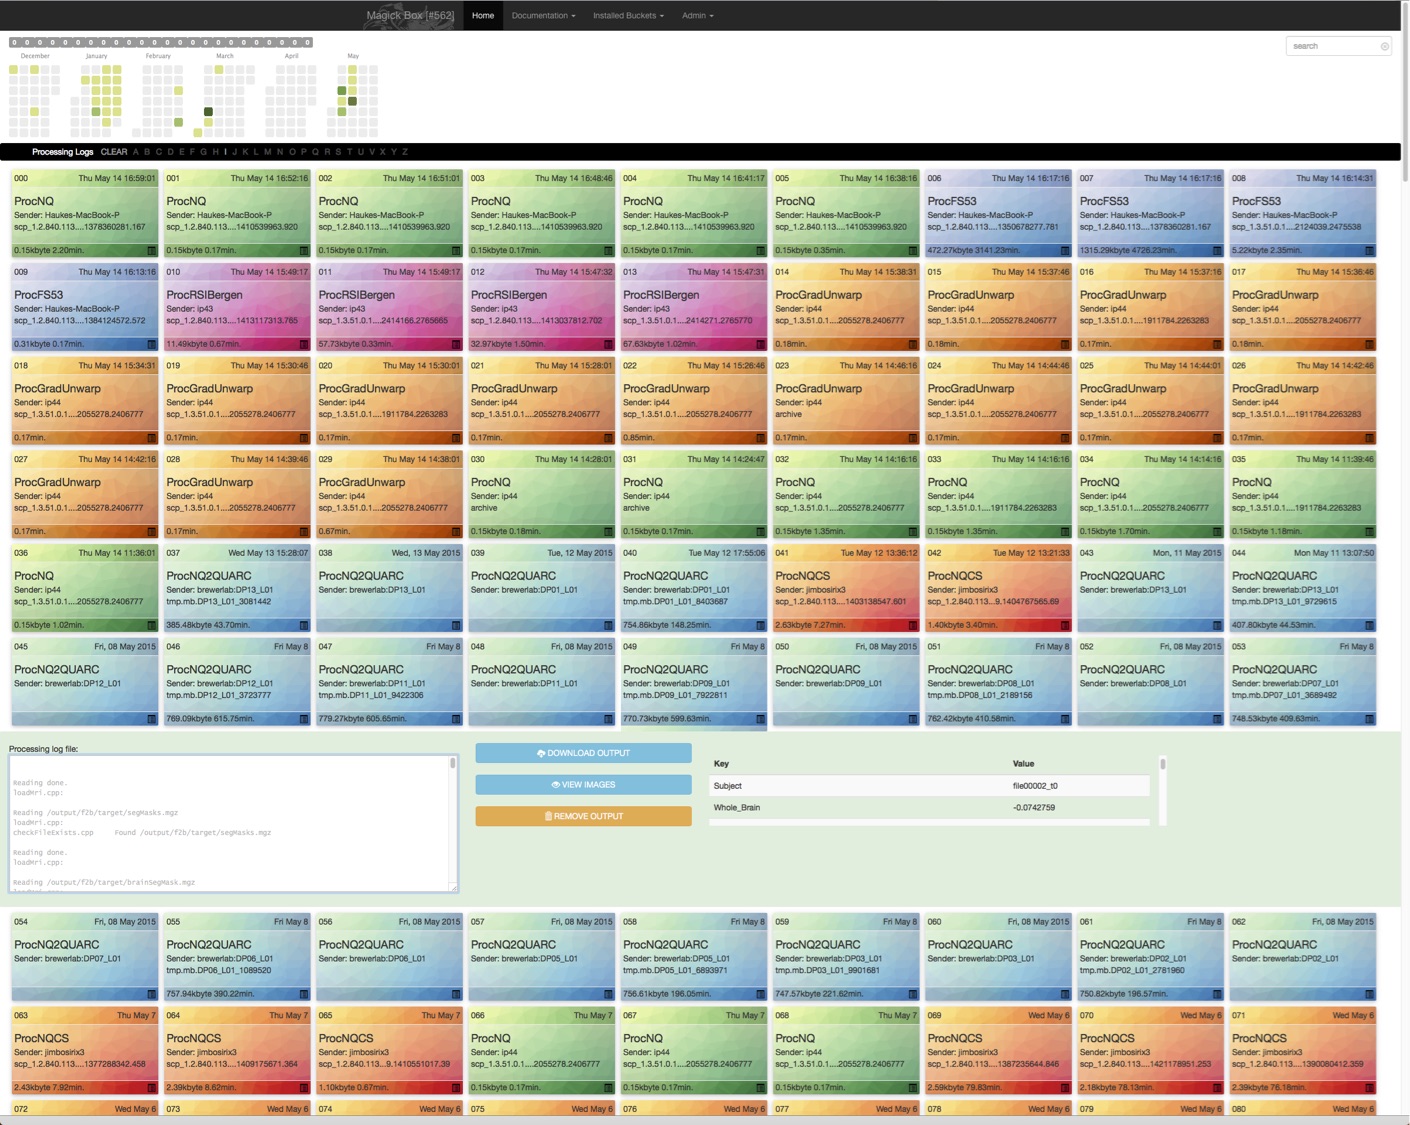 Magick Box [#562] Home Documentation Installed Buckets Admin
0 0 0 0 0 0 0 0 0 0 0 0 0 0 0 0 0 0 0 0 0 0 0 0
search
December January February March April May
Processing Logs CLEAR A B C D E F G H I J K L M N O P Q R S T U V X Y Z
000 Thu May 14 16:59:01 001 Thu May 14 16:52:16 002 Thu May 14 16:51:01 003 Thu May 14 16:48:46 004 Thu May 14 16:41:17 005 Thu May 14 16:38:16 006 Thu May 14 16:17:16 007 Thu May 14 16:17:16 008 Thu May 14 16:14:31
ProcNQ ProcNQ ProcNQ ProcNQ ProcNQ ProcNQ ProcFS53 ProcFS53 ProcFS53
Sender: Haukes-MacBook-P Sender: Haukes-MacBook-P Sender: Haukes-MacBook-P Sender: Haukes-MacBook-P Sender: Haukes-MacBook-P Sender: Haukes-MacBook-P Sender: Haukes-MacBook-P Sender: Haukes-MacBook-P Sender: Haukes-MacBook-P
scp_1.2.840.113....1378360281.167 scp_1.2.840.113....1410539963.920 scp_1.2.840.113....1410539963.920 scp_1.2.840.113....1410539963.920 scp_1.2.840.113....1410539963.920 scp_1.2.840.113....1410539963.920 scp_1.2.840.113....1350678277.781 scp_1.2.840.113....1378360281.167 scp_1.2.840.113....2124039.2475538
0.15kbyte 2.20min. 0.15kbyte 0.17min. 0.15kbyte 0.17min. 0.15kbyte 0.17min. 0.15kbyte 0.17min. 0.15kbyte 0.35min. 472.27kbyte 3141.23min. 1315.29kbyte 4726.23min. 5.22kbyte 2.35min.
009 Thu May 14 16:13:16 010 Thu May 14 15:49:17 011 Thu May 14 15:49:17 012 Thu May 14 15:47:32 013 Thu May 14 15:47:31 014 Thu May 14 15:38:31 015 Thu May 14 15:37:46 016 Thu May 14 15:37:16 017 Thu May 14 15:36:46
ProcFS53 ProcRSIBergen ProcRSIBergen ProcRSIBergen ProcRSIBergen ProcGradUnwarp ProcGradUnwarp ProcGradUnwarp ProcGradUnwarp
Sender: Haukes-MacBook-P Sender: ip43 Sender: ip43 Sender: ip43 Sender: ip43 Sender: ip44 Sender: ip44 Sender: ip44 Sender: ip44
scp_1.2.840.113....1384124572.572 scp_1.2.840.113....1413117313.765 scp_1.3.51.0.1....2414166.2765665 scp_1.2.840.113....1413037812.702 scp_1.3.51.0.1....2414271.2765770 scp_1.3.51.0.1....2055278.2406777 scp_1.3.51.0.1....2055278.2406777 scp_1.3.51.0.1....1911784.2263283 scp_1.3.51.0.1....2055278.2406777
0.31kbyte 0.17min. 11.49kbyte 0.67min. 57.73kbyte 0.33min. 32.97kbyte 1.50min. 67.63kbyte 1.02min. 0.18min. 0.18min. 0.17min. 0.17min.
018 Thu May 14 15:34:31 019 Thu May 14 15:30:46 020 Thu May 14 15:30:01 021 Thu May 14 15:28:01 022 Thu May 14 15:26:46 023 Thu May 14 14:46:16 024 Thu May 14 14:44:46 025 Thu May 14 14:44:01 026 Thu May 14 14:42:46
ProcGradUnwarp ProcGradUnwarp ProcGradUnwarp ProcGradUnwarp ProcGradUnwarp ProcGradUnwarp ProcGradUnwarp ProcGradUnwarp ProcGradUnwarp
Sender: ip44 Sender: ip44 Sender: ip44 Sender: ip44 Sender: ip44 Sender: ip44 Sender: ip44 Sender: ip44 Sender: ip44
scp_1.3.51.0.1....2055278.2406777 scp_1.3.51.0.1....2055278.2406777 scp_1.3.51.0.1....1911784.2263283 scp_1.3.51.0.1....2055278.2406777 scp_1.3.51.0.1....2055278.2406777 archive scp_1.3.51.0.1....2055278.2406777 scp_1.3.51.0.1....2055278.2406777 scp_1.3.51.0.1....1911784.2263283
0.17min. 0.17min. 0.17min. 0.17min. 0.85min. 0.17min. 0.17min. 0.17min. 0.17min.
027 Thu May 14 14:42:16 028 Thu May 14 14:39:46 029 Thu May 14 14:38:01 030 Thu May 14 14:28:01 031 Thu May 14 14:24:47 032 Thu May 14 14:16:16 033 Thu May 14 14:16:16 034 Thu May 14 14:14:16 035 Thu May 14 11:39:46
ProcGradUnwarp ProcGradUnwarp ProcGradUnwarp ProcNQ ProcNQ ProcNQ ProcNQ ProcNQ ProcNQ
Sender: ip44 Sender: ip44 Sender: ip44 Sender: ip44 Sender: ip44 Sender: ip44 Sender: ip44 Sender: ip44 Sender: ip44
scp_1.3.51.0.1....2055278.2406777 scp_1.3.51.0.1....2055278.2406777 scp_1.3.51.0.1....2055278.2406777 archive archive scp_1.3.51.0.1....2055278.2406777 scp_1.3.51.0.1....1911784.2263283 scp_1.3.51.0.1....2055278.2406777 scp_1.3.51.0.1....1911784.2263283
0.17min. 0.17min. 0.67min. 0.15kbyte 0.18min. 0.15kbyte 0.17min. 0.15kbyte 1.35min. 0.15kbyte 1.35min. 0.15kbyte 1.70min. 0.15kbyte 1.18min.
036 Thu May 14 11:36:01 037 Wed May 13 15:28:07 038 Wed, 13 May 2015 039 Tue, 12 May 2015 040 Tue May 12 17:55:06 041 Tue May 12 13:36:12 042 Tue May 12 13:21:33 043 Mon, 11 May 2015 044 Mon May 11 13:07:50
ProcNQ ProcNQ2QUARC ProcNQ2QUARC ProcNQ2QUARC ProcNQ2QUARC ProcNQCS ProcNQCS ProcNQ2QUARC ProcNQ2QUARC
Sender: ip44 Sender: brewerlab:DP13_L01 Sender: brewerlab:DP13_L01 Sender: brewerlab:DP01_L01 Sender: brewerlab:DP01_L01 Sender: jimbosirix3 Sender: jimbosirix3 Sender: brewerlab:DP13_L01 Sender: brewerlab:DP13_L01
scp_1.3.51.0.1....2055278.2406777 tmp.mb.DP13_L01_3081442 tmp.mb.DP01_L01_8403687 scp_1.2.840.113....1403138547.601 scp_1.2.840.113....9.1404767565.69 tmp.mb.DP13_L01_9729615
0.15kbyte 1.02min. 385.48kbyte 43.70min. 754.86kbyte 148.25min. 2.63kbyte 7.27min. 1.40kbyte 3.40min. 407.80kbyte 44.53min.
045 Fri, 08 May 2015 046 Fri May 8 047 Fri May 8 048 Fri, 08 May 2015 049 Fri May 8 050 Fri, 08 May 2015 051 Fri May 8 052 Fri, 08 May 2015 053 Fri May 8
ProcNQ2QUARC ProcNQ2QUARC ProcNQ2QUARC ProcNQ2QUARC ProcNQ2QUARC ProcNQ2QUARC ProcNQ2QUARC ProcNQ2QUARC ProcNQ2QUARC
Sender: brewerlab:DP12_L01 Sender: brewerlab:DP12_L01 Sender: brewerlab:DP11_L01 Sender: brewerlab:DP11_L01 Sender: brewerlab:DP09_L01 Sender: brewerlab:DP09_L01 Sender: brewerlab:DP08_L01 Sender: brewerlab:DP08_L01 Sender: brewerlab:DP07_L01
tmp.mb.DP12_L01_3723777 tmp.mb.DP11_L01_9422306 tmp.mb.DP09_L01_7922811 tmp.mb.DP08_L01_2189156 tmp.mb.DP07_L01_3689492
769.09kbyte 615.75min. 779.27kbyte 605.65min. 770.73kbyte 599.63min. 762.42kbyte 410.58min. 748.53kbyte 409.63min.
Processing log file:
Reading done.
loadMri.cpp:
Reading /output/f2b/target/segMasks.mgz
loadMri.cpp:
checkFileExists.cpp Found /output/f2b/target/segMasks.mgz
Reading done.
loadMri.cpp:
Reading /output/f2b/target/brainSegMask.mgz
DOWNLOAD OUTPUT
VIEW IMAGES
REMOVE OUTPUT
Key Value
Subject file00002_t0
Whole_Brain -0.0742759
054 Fri, 08 May 2015 055 Fri May 8 056 Fri, 08 May 2015 057 Fri, 08 May 2015 058 Fri May 8 059 Fri May 8 060 Fri, 08 May 2015 061 Fri May 8 062 Fri, 08 May 2015
ProcNQ2QUARC ProcNQ2QUARC ProcNQ2QUARC ProcNQ2QUARC ProcNQ2QUARC ProcNQ2QUARC ProcNQ2QUARC ProcNQ2QUARC ProcNQ2QUARC
Sender: brewerlab:DP07_L01 Sender: brewerlab:DP06_L01 Sender: brewerlab:DP06_L01 Sender: brewerlab:DP05_L01 Sender: brewerlab:DP05_L01 Sender: brewerlab:DP03_L01 Sender: brewerlab:DP03_L01 Sender: brewerlab:DP02_L01 Sender: brewerlab:DP02_L01
tmp.mb.DP06_L01_1089520 tmp.mb.DP05_L01_6893971 tmp.mb.DP03_L01_9901681 tmp.mb.DP02_L01_2781960
757.94kbyte 390.22min. 756.61kbyte 196.05min. 747.57kbyte 221.62min. 750.82kbyte 196.57min.
063 Thu May 7 064 Thu May 7 065 Thu May 7 066 Thu May 7 067 Thu May 7 068 Thu May 7 069 Wed May 6 070 Wed May 6 071 Wed May 6
ProcNQCS ProcNQCS ProcNQCS ProcNQ ProcNQ ProcNQ ProcNQCS ProcNQCS ProcNQCS
Sender: jimbosirix3 Sender: jimbosirix3 Sender: jimbosirix3 Sender: ip44 Sender: ip44 Sender: ip44 Sender: jimbosirix3 Sender: jimbosirix3 Sender: jimbosirix3
scp_1.2.840.113....1377288342.458 scp_1.2.840.113....1409175671.364 scp_1.2.840.113....9.1410551017.39 scp_1.3.51.0.1....2055278.2406777 scp_1.3.51.0.1....2055278.2406777 scp_1.3.51.0.1....2055278.2406777 scp_1.2.840.113....1387235644.846 scp_1.2.840.113....1421178951.253 scp_1.2.840.113....1390080412.359
2.43kbyte 7.92min. 2.39kbyte 8.62min. 1.10kbyte 0.67min. 0.15kbyte 0.17min. 0.15kbyte 0.17min. 0.15kbyte 0.17min. 2.59kbyte 79.83min. 2.18kbyte 78.13min. 2.39kbyte 76.18min.
072 Wed May 6 073 Wed May 6 074 Wed May 6 075 Wed May 6 076 Wed May 6 077 Wed May 6 078 Wed May 6 079 Wed May 6 080 Wed May 6